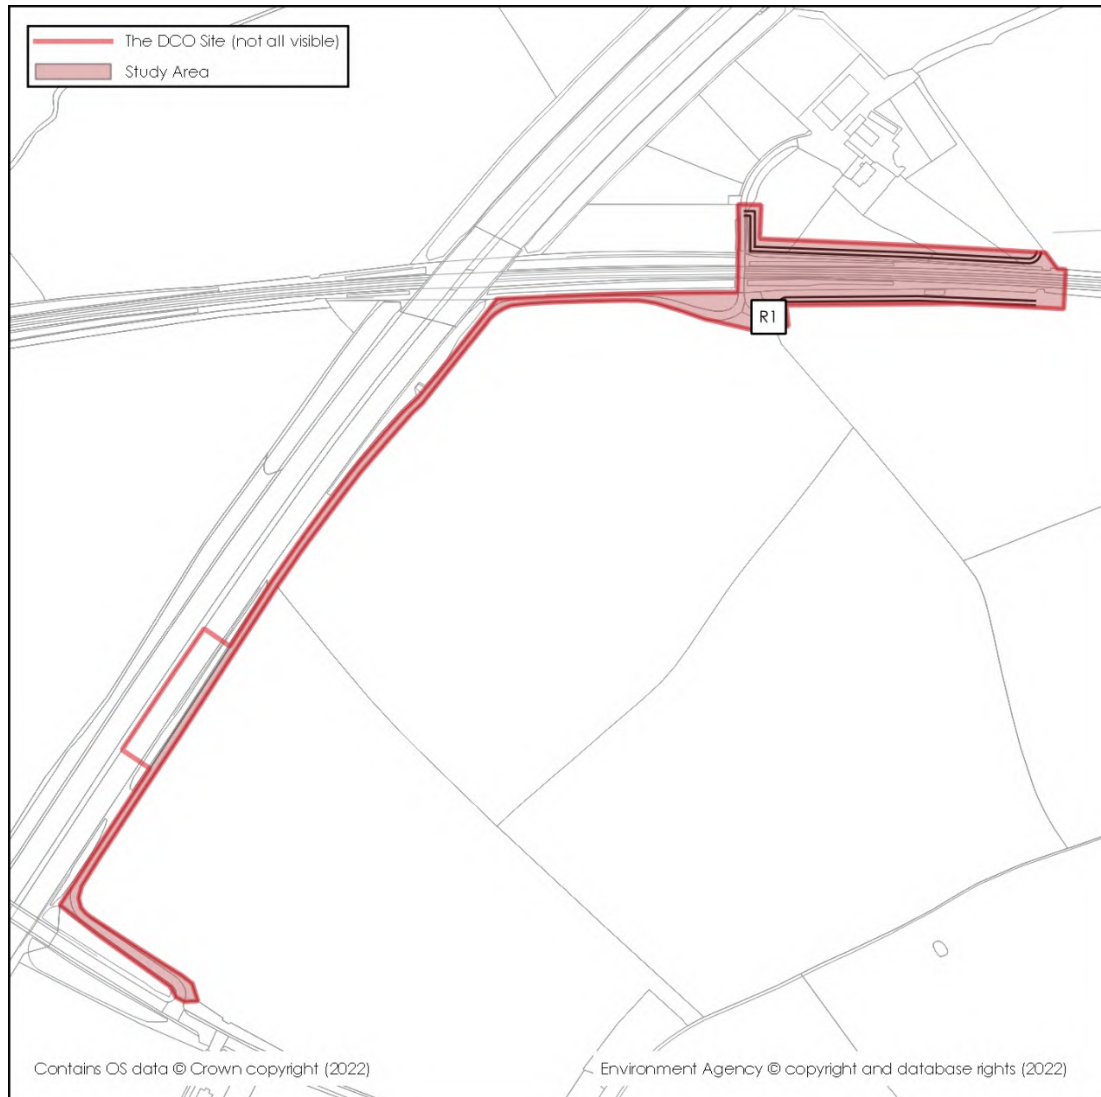 The DCO Site (not all visible)
Study Area
R1
Contains OS data © Crown copyright (2022)
Environment Agency © copyright and database rights (2022)